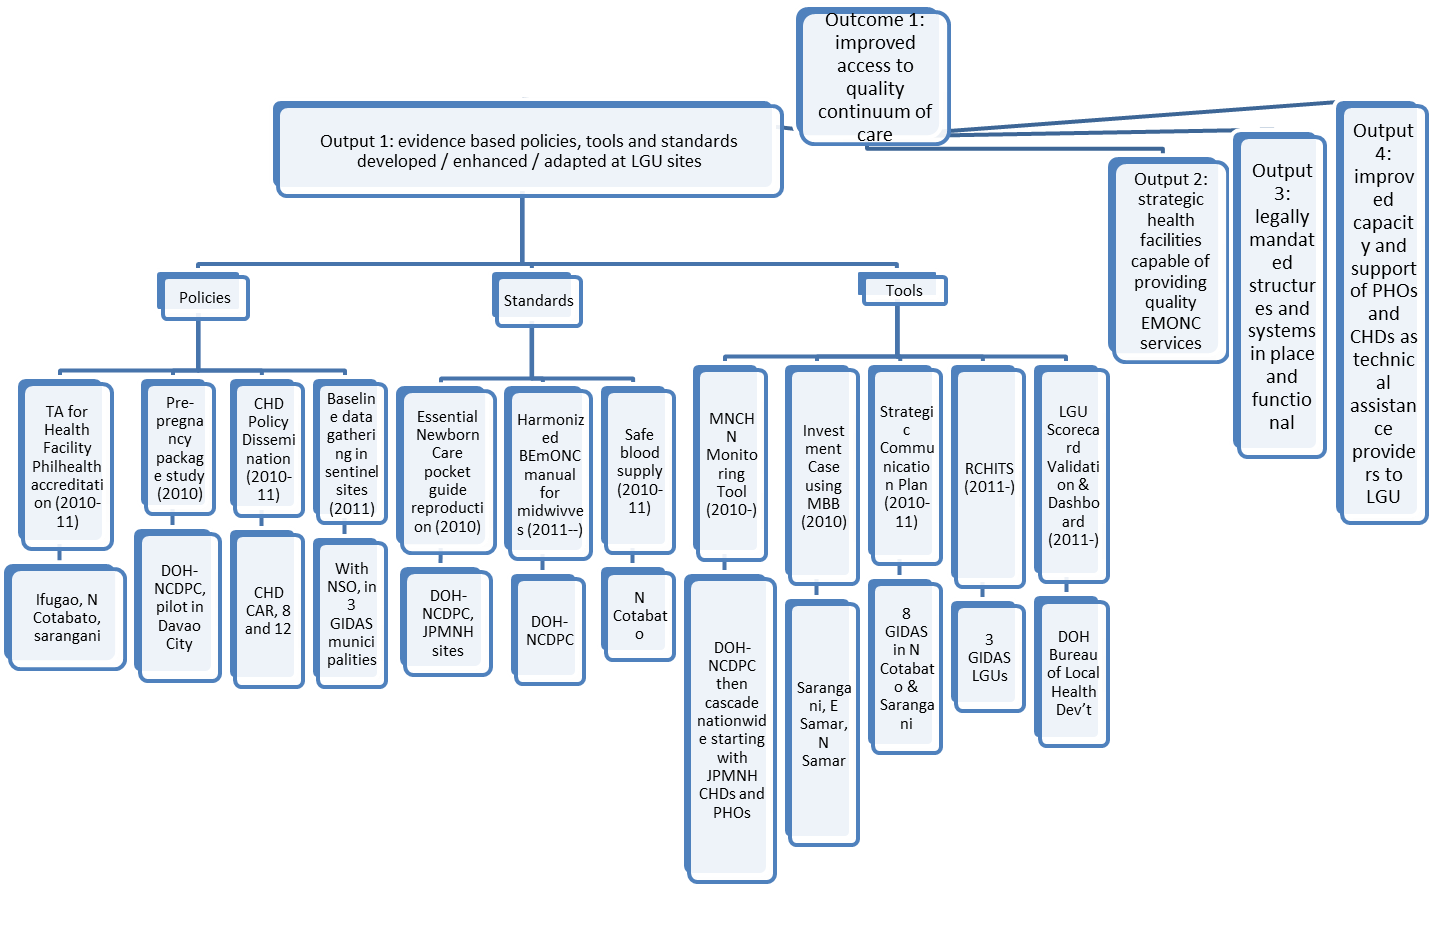 Outcome 1:
improved
access to
quality
continuum of
care
Output 1: evidence based policies, tools and standards
developed / enhanced / adapted at LGU sites
Output 2:
strategic
health
facilities
capable of
providing
quality
EMONC
services
Output
3:
legally
mandat
ed
structur
es and
systems
in place
and
functio
nal
Output
4:
improv
ed
capacit
y and
support
of PHOs
and
CHDs as
technic
al
assistan
ce
provide
rs to
LGU
Policies
Standards
Tools
TA for
Health
Facility
Philhealth
accreditati
on (2010-
11)
Pre-
pregna
ncy
packag
e study
(2010)
CHD
Policy
Dissemi
nation
(2010-
11)
Baselin
e data
gatheri
ng in
sentinel
sites
(2011)
Essential
Newborn
Care
pocket
guide
reproducti
on (2010)
Harmoniz
ed
BEmONC
manual
for
midwivve
s (2011--)
Safe
blood
supply
(2010-
11)
MNCH
N
Monito
ring
Tool
(2010-)
Invest
ment
Case
using
MBB
(2010)
Strategi
c
Commu
nicatio
n Plan
(2010-
11)
RCHITS
(2011-)
LGU
Scoreca
rd
Validati
on &
Dashbo
ard
(2011-)
Ifugao, N
Cotabato,
sarangani
DOH-
NCDPC,
pilot in
Davao
City
CHD
CAR, 8
and 12
With
NSO, in
3
GIDAS
munici
palities
DOH-
NCDPC,
JPMNH
sites
DOH-
NCDPC
N
Cotabat
o
DOH-
NCDPC
then
cascade
nationwid
e starting
with
JPMNH
CHDs and
PHOs
Saranga
ni, E
Samar,
N
Samar
8
GIDAS
in N
Cotabat
o &
Saranga
ni
3
GIDAS
LGUs
DOH
Bureau
of Local
Health
Dev’t